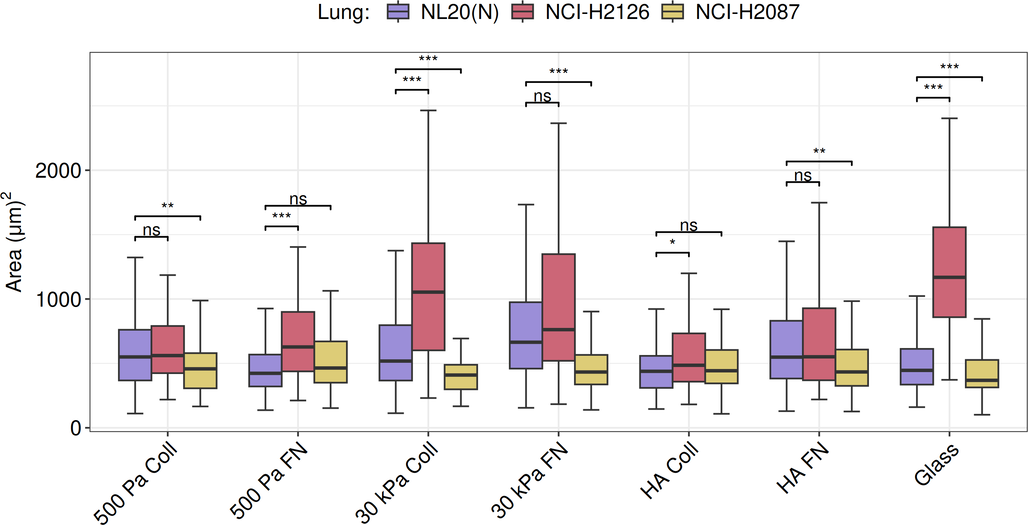 Lung: NL20(N) NCI-H2126 NCI-H2087
Area (μm)²
2000
1000
0
ns
**
***
ns
***
***
ns
***
*
ns
ns
**
***
***
500 Pa Coll
500 Pa FN
30 kPa Coll
30 kPa FN
HA Coll
HA FN
Glass